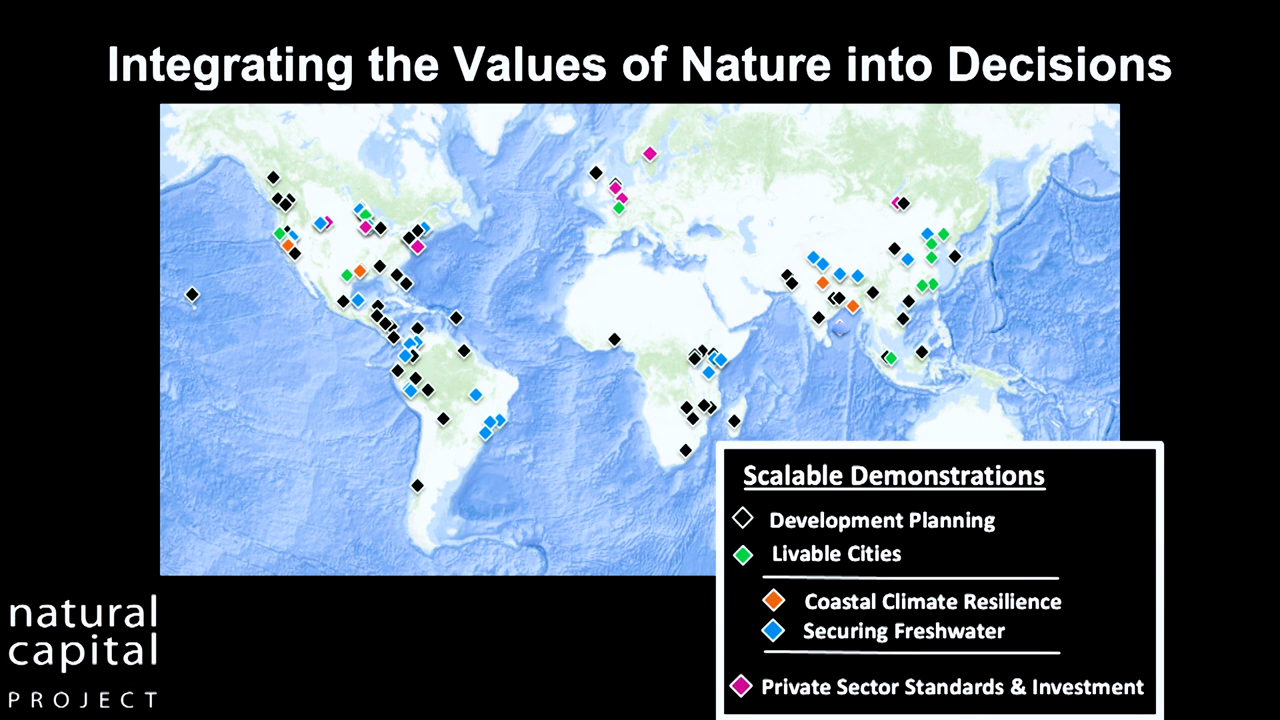 Integrating the Values of Nature into Decisions
Scalable Demonstrations
Development Planning
Livable Cities
Coastal Climate Resilience
Securing Freshwater
Private Sector Standards & Investment
natural
capital
PROJECT